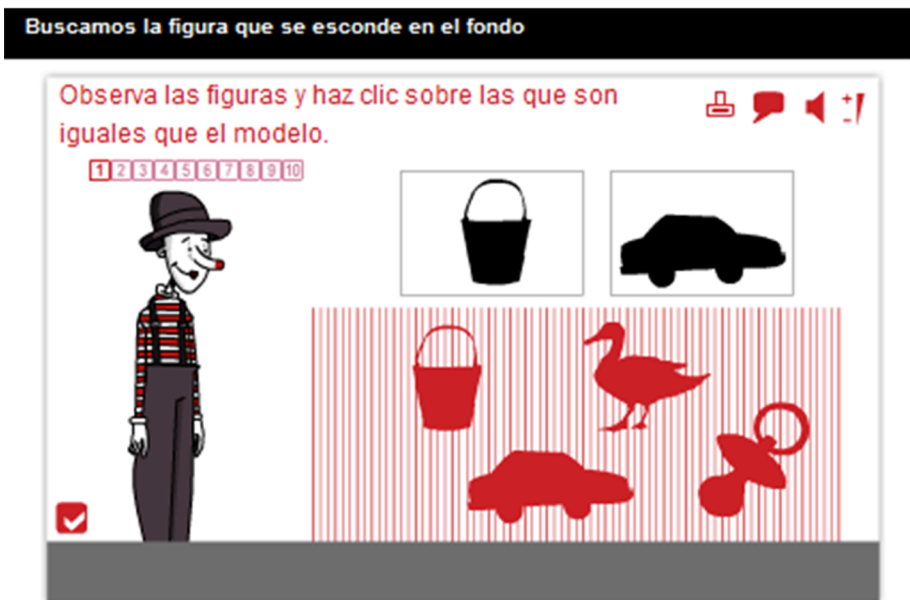 Buscamos la figura que se esconde en el fondo
Observa las figuras y haz clic sobre las que son
iguales que el modelo.
1 2 3 4 5 6 7 8 9 10